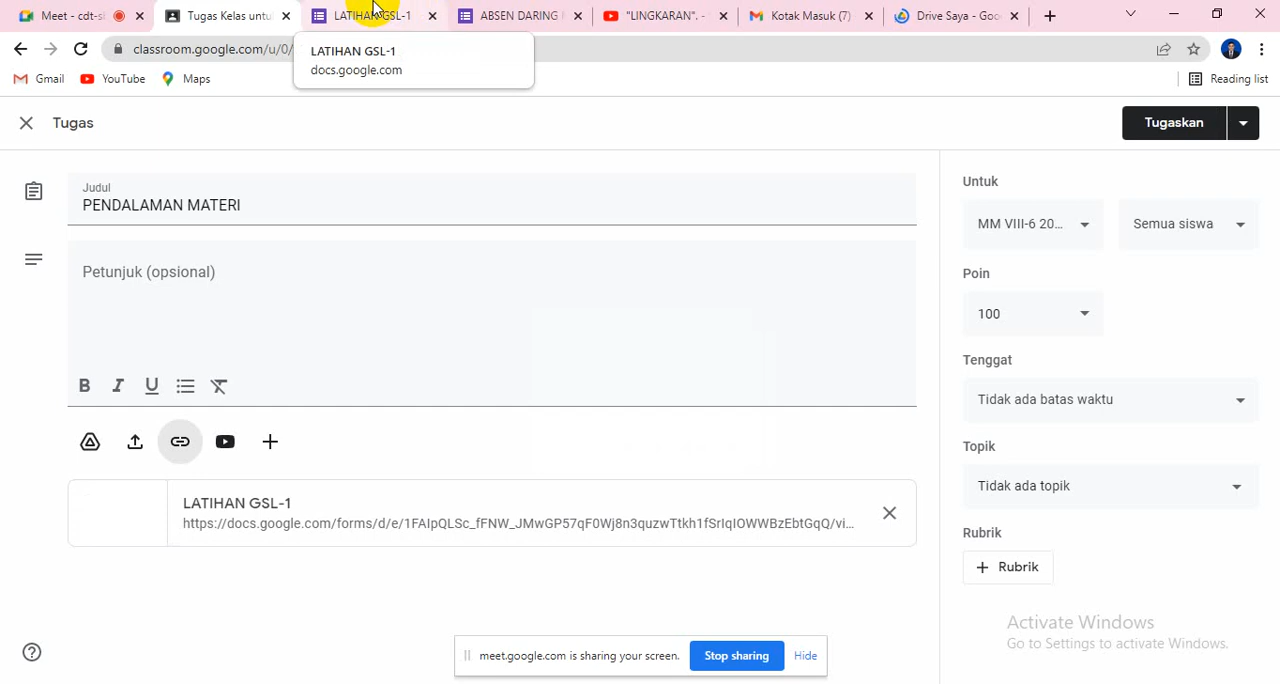 Meet - cdt-s
Tugas Kelas untu
LATIHAN GSL-1
ABSEN DARING
"LINGKARAN". -
Kotak Masuk (7)
Drive Saya - Goo
classroom.google.com/u/0/
LATIHAN GSL-1
docs.google.com
Gmail
YouTube
Maps
Reading list
Tugas
Tugaskan
Judul
PENDALAMAN MATERI
Petunjuk (opsional)
B I U
LATIHAN GSL-1
https://docs.google.com/forms/d/e/1FAIpQLSc_fFNW_JMwGP57qF0Wj8n3quzwTtkh1fSrIqIOWWBzEbtGqQ/vi...
Untuk
MM VIII-6 20...
Semua siswa
Poin
100
Tenggat
Tidak ada batas waktu
Topik
Tidak ada topik
Rubrik
+ Rubrik
Activate Windows
Go to Settings to activate Windows.
meet.google.com is sharing your screen.
Stop sharing
Hide